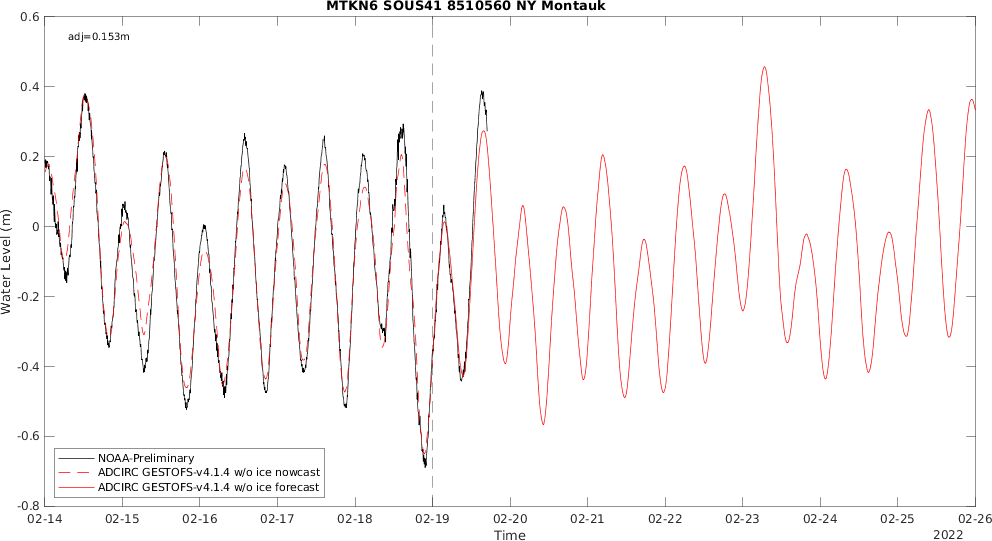 MTKN6 SOUS41 8510560 NY Montauk
adj=0.153m
0.6
0.4
0.2
0
-0.2
-0.4
-0.6
-0.8
Water Level (m)
NOAA-Preliminary
ADCIRC GESTOFS-v4.1.4 w/o ice nowcast
ADCIRC GESTOFS-v4.1.4 w/o ice forecast
02-14 02-15 02-16 02-17 02-18 02-19 02-20 02-21 02-22 02-23 02-24 02-25 02-26
Time
2022